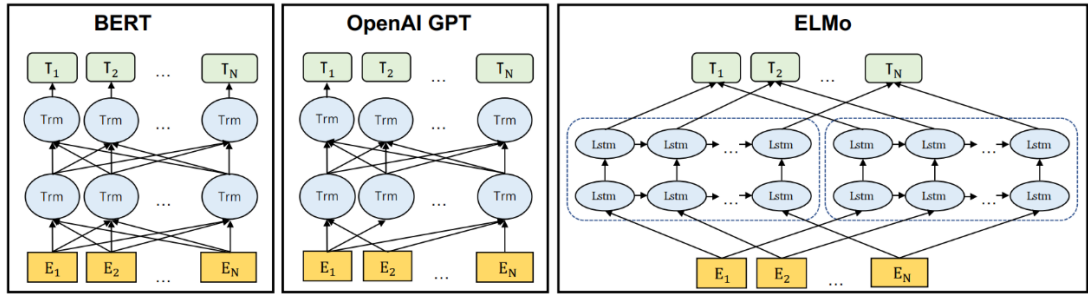 BERT
T1 T2 ... TN
Trm Trm ... Trm
Trm Trm ... Trm
E1 E2 ... EN
OpenAI GPT
T1 T2 ... TN
Trm Trm ... Trm
Trm Trm ... Trm
E1 E2 ... EN
ELMo
T1 T2 ... TN
Lstm Lstm ... Lstm Lstm Lstm ... Lstm
Lstm Lstm ... Lstm Lstm Lstm ... Lstm
E1 E2 ... EN